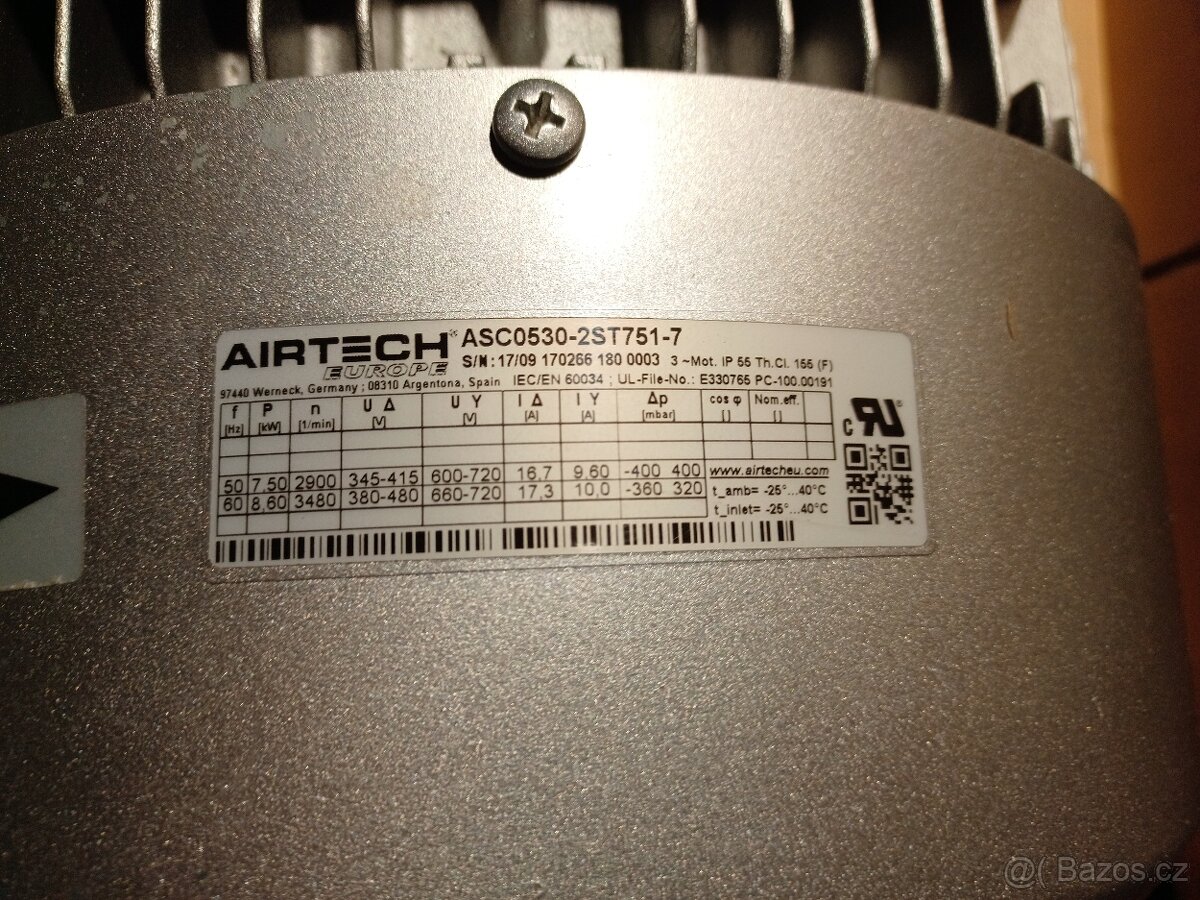 AIRTECH® ASC0530-2ST751-7
EUROPE S/N: 17/09 170266 180 0003 3 ~Mot. IP 55 Th.Cl. 155 (F)
97440 Werneck, Germany ; 08310 Argentona, Spain IEC/EN 60034 ; UL-File-No.: E330765 PC-100.00191
f P n U Δ U Y I Δ I Y Δp cos φ Nom.eff.
[Hz] [kW] [1/min] [V] [V] [A] [A] [mbar] [ ] [ ]
50 7,50 2900 345-415 600-720 16,7 9,60 -400 400 www.airtecheu.com
60 8,60 3480 380-480 660-720 17,3 10,0 -360 320 t_amb= -25°...40°C
t_inlet= -25°...40°C
c RU®
@( Bazos.cz